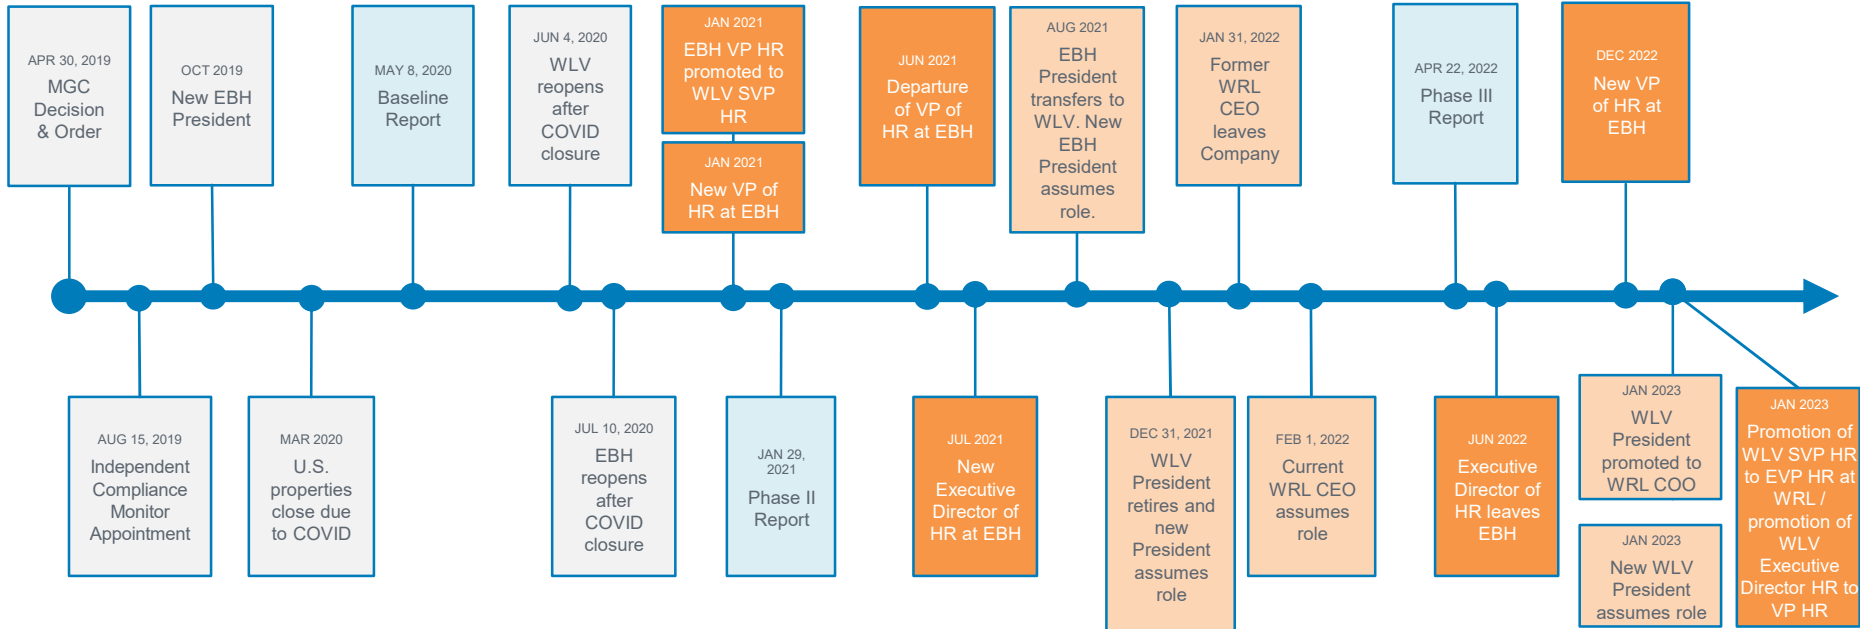 APR 30, 2019
MGC
Decision
& Order
OCT 2019
New EBH
President
MAY 8, 2020
Baseline
Report
JUN 4, 2020
WLV
reopens
after
COVID
closure
JAN 2021
EBH VP HR
promoted to
WLV SVP
HR
JAN 2021
New VP of
HR at EBH
JUN 2021
Departure
of VP of
HR at EBH
AUG 2021
EBH
President
transfers to
WLV. New
EBH
President
assumes
role.
JAN 31, 2022
Former
WRL
CEO
leaves
Company
APR 22, 2022
Phase III
Report
DEC 2022
New VP
of HR at
EBH
AUG 15, 2019
Independent
Compliance
Monitor
Appointment
MAR 2020
U.S.
properties
close due
to COVID
JUL 10, 2020
EBH
reopens
after
COVID
closure
JAN 29,
2021
Phase II
Report
JUL 2021
New
Executive
Director of
HR at EBH
DEC 31, 2021
WLV
President
retires and
new
President
assumes
role
FEB 1, 2022
Current
WRL CEO
assumes
role
JUN 2022
Executive
Director of
HR leaves
EBH
JAN 2023
WLV
President
promoted to
WRL COO
JAN 2023
New WLV
President
assumes role
JAN 2023
Promotion of
WLV SVP HR
to EVP HR at
WRL /
promotion of
WLV
Executive
Director HR to
VP HR